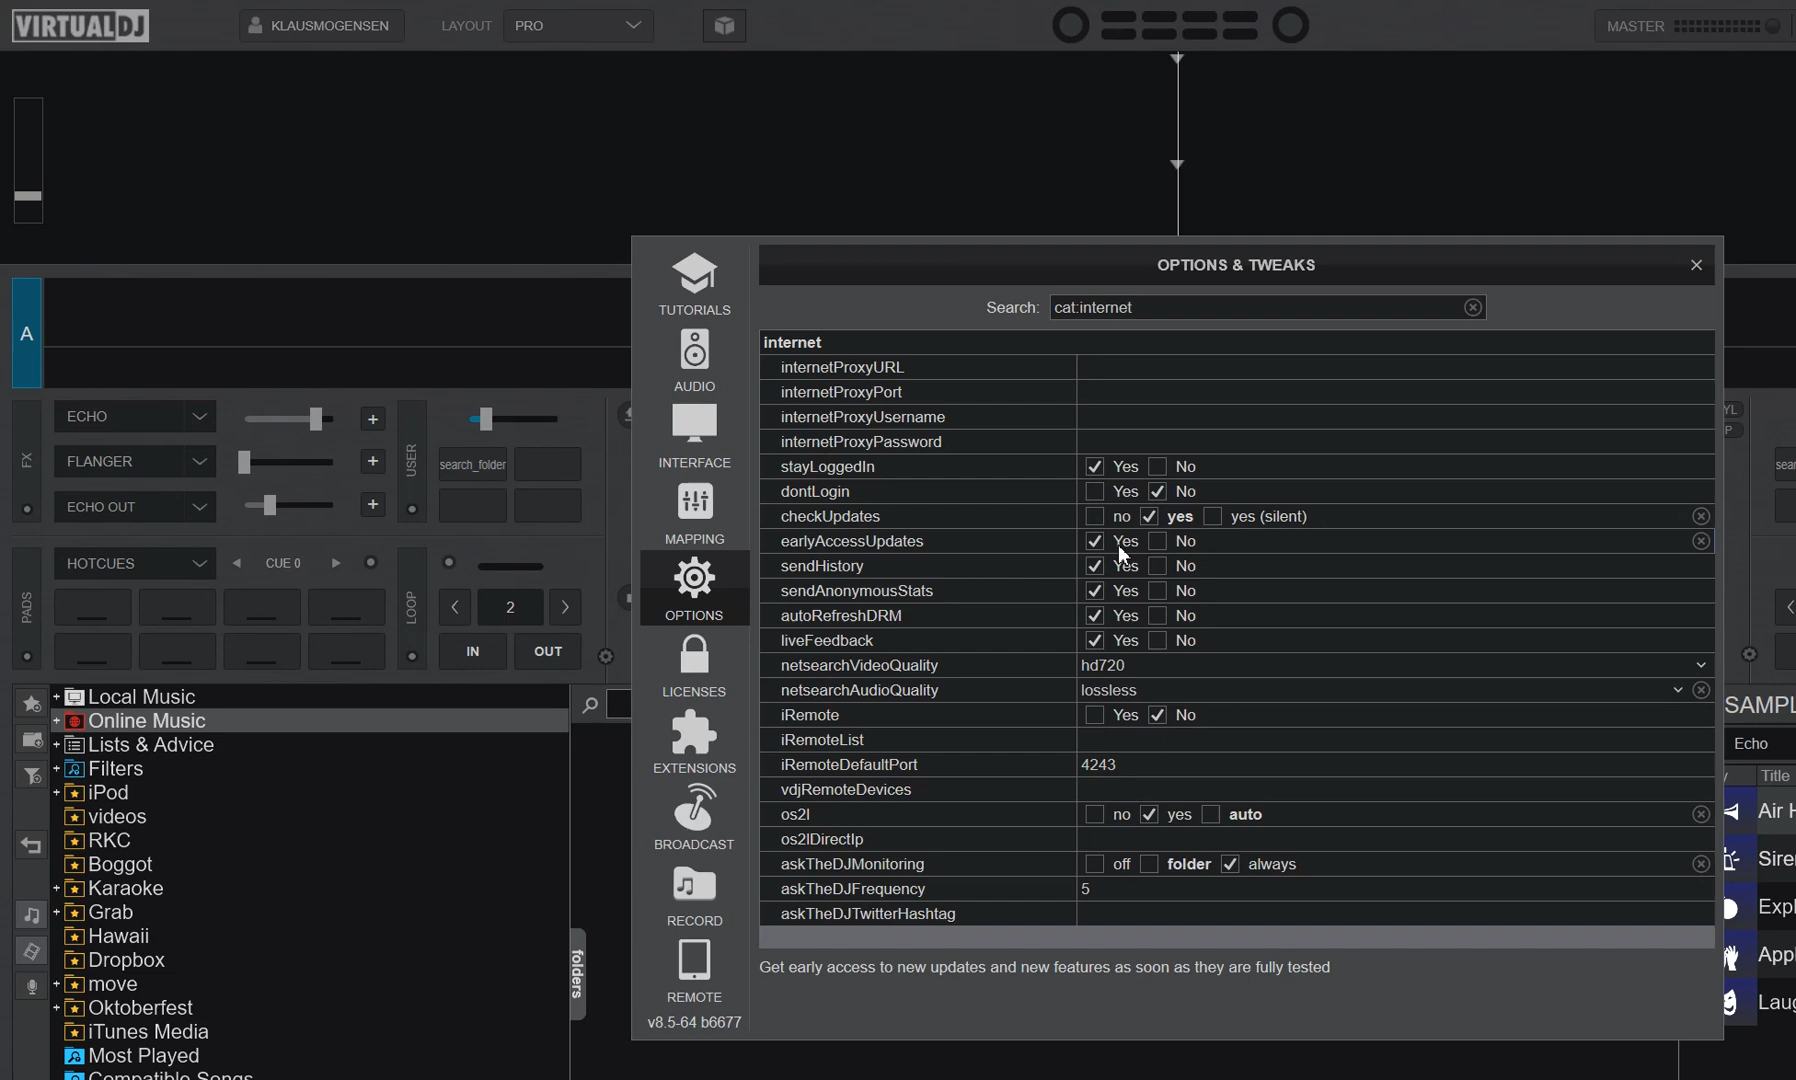 VIRTUALDJ
KLAUSMOGENSEN
LAYOUT PRO
MASTER
TUTORIALS
AUDIO
INTERFACE
MAPPING
OPTIONS
LICENSES
EXTENSIONS
BROADCAST
RECORD
REMOTE
v8.5-64 b6677
OPTIONS & TWEAKS
Search: cat:internet
internet
internetProxyURL
internetProxyPort
internetProxyUsername
internetProxyPassword
stayLoggedIn Yes No
dontLogin Yes No
checkUpdates no yes yes (silent)
earlyAccessUpdates Yes No
sendHistory Yes No
sendAnonymousStats Yes No
autoRefreshDRM Yes No
liveFeedback Yes No
netsearchVideoQuality hd720
netsearchAudioQuality lossless
iRemote Yes No
iRemoteList
iRemoteDefaultPort 4243
vdjRemoteDevices
os2l no yes auto
os2lDirectIp
askTheDJMonitoring off folder always
askTheDJFrequency 5
askTheDJTwitterHashtag
Get early access to new updates and new features as soon as they are fully tested
A
FX
ECHO
FLANGER
ECHO OUT
USER
search_folder
PADS
HOTCUES
CUE 0
LOOP
2
IN OUT
Local Music
Online Music
Lists & Advice
Filters
iPod
videos
RKC
Boggot
Karaoke
Grab
Hawaii
Dropbox
move
Oktoberfest
iTunes Media
Most Played
Compatible Songs
folders
YL
P
sear
SAMPL
Echo
y Title
Air H
Sire
Expl
Appl
Laug